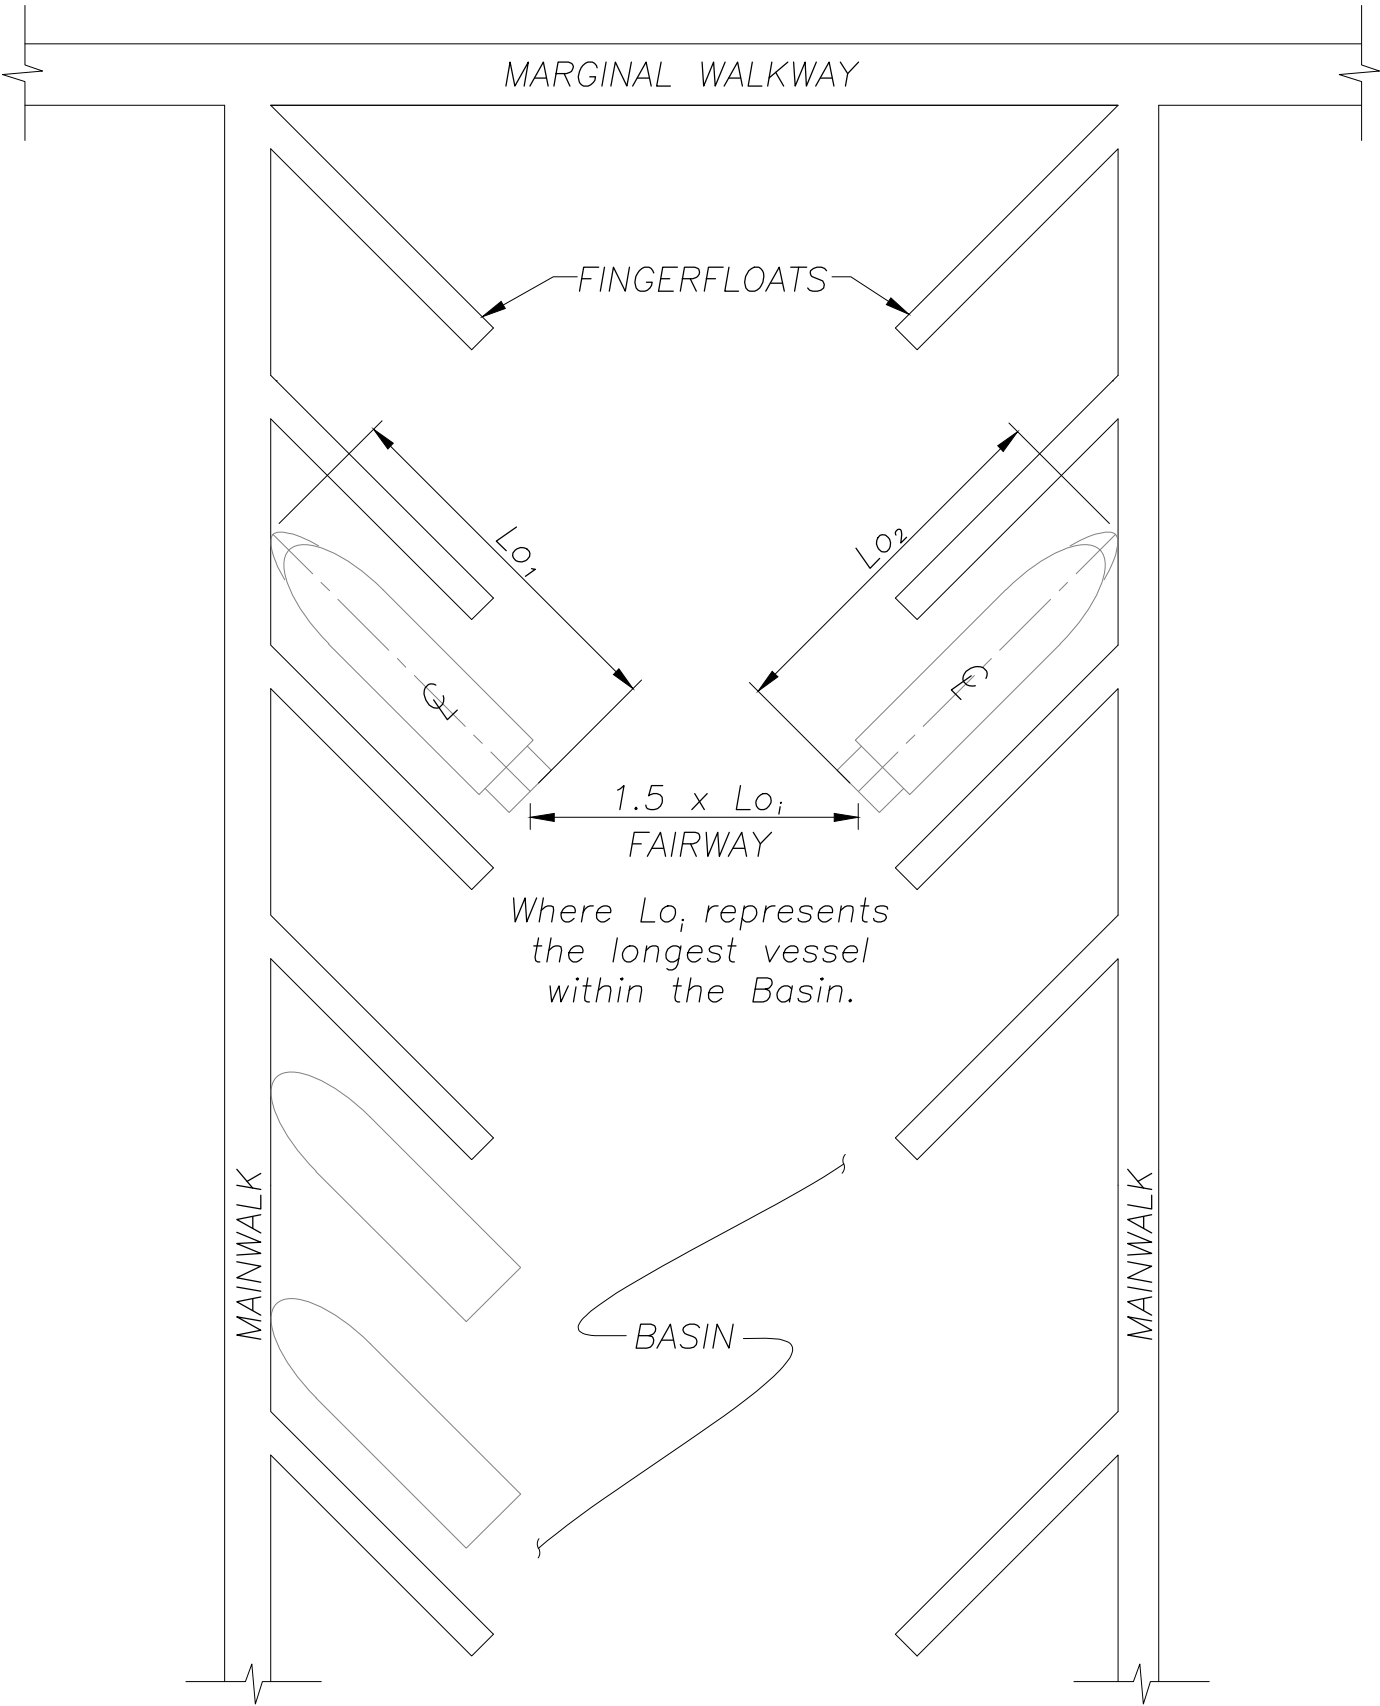 MARGINAL WALKWAY
FINGERFLOATS
Lo₁
Lo₂
℄
℄
1.5 x Loᵢ
FAIRWAY
Where Loᵢ represents
the longest vessel
within the Basin.
MAINWALK
MAINWALK
BASIN